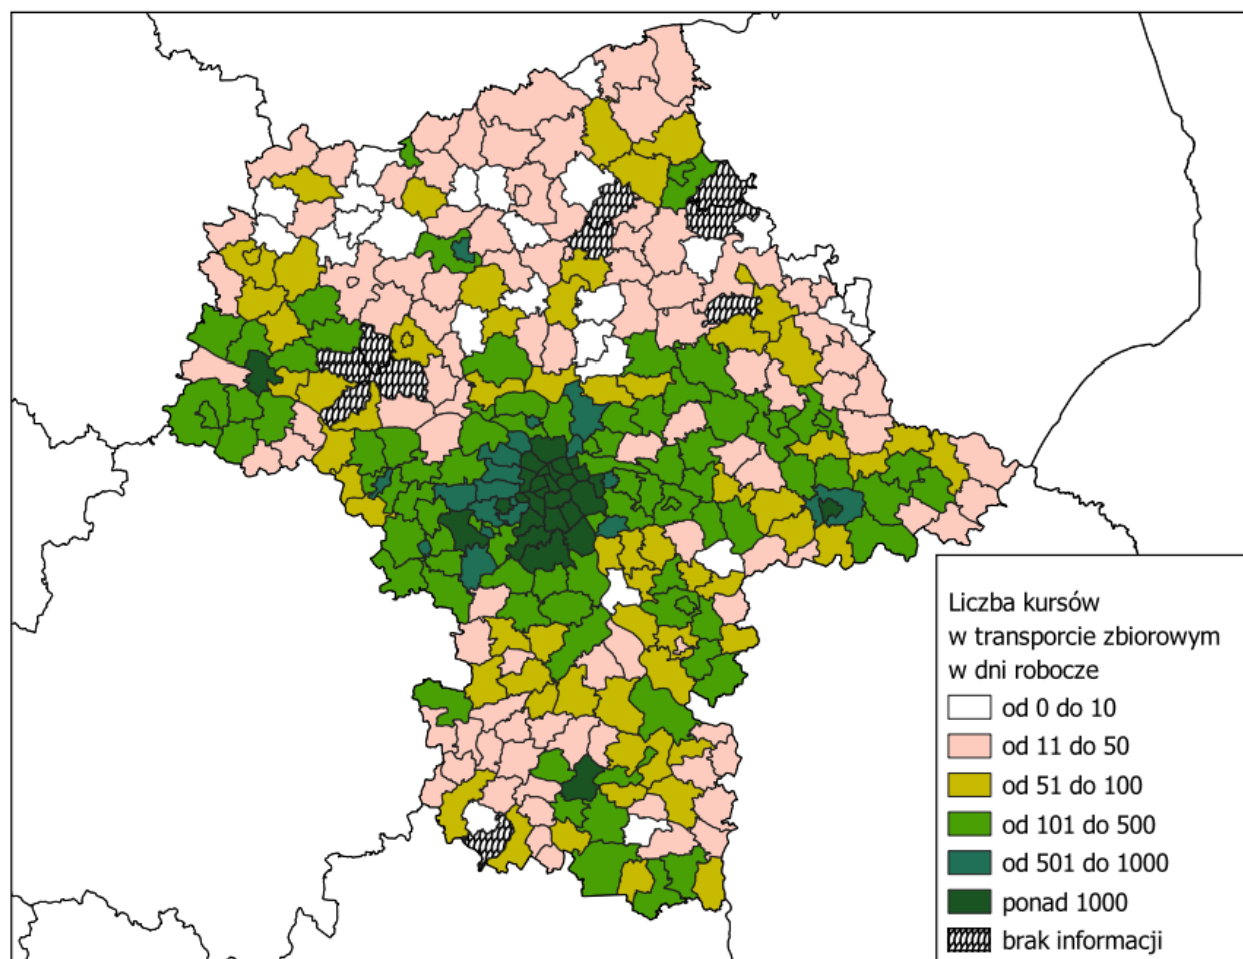 Liczba kursów
w transporcie zbiorowym
w dni robocze
od 0 do 10
od 11 do 50
od 51 do 100
od 101 do 500
od 501 do 1000
ponad 1000
brak informacji